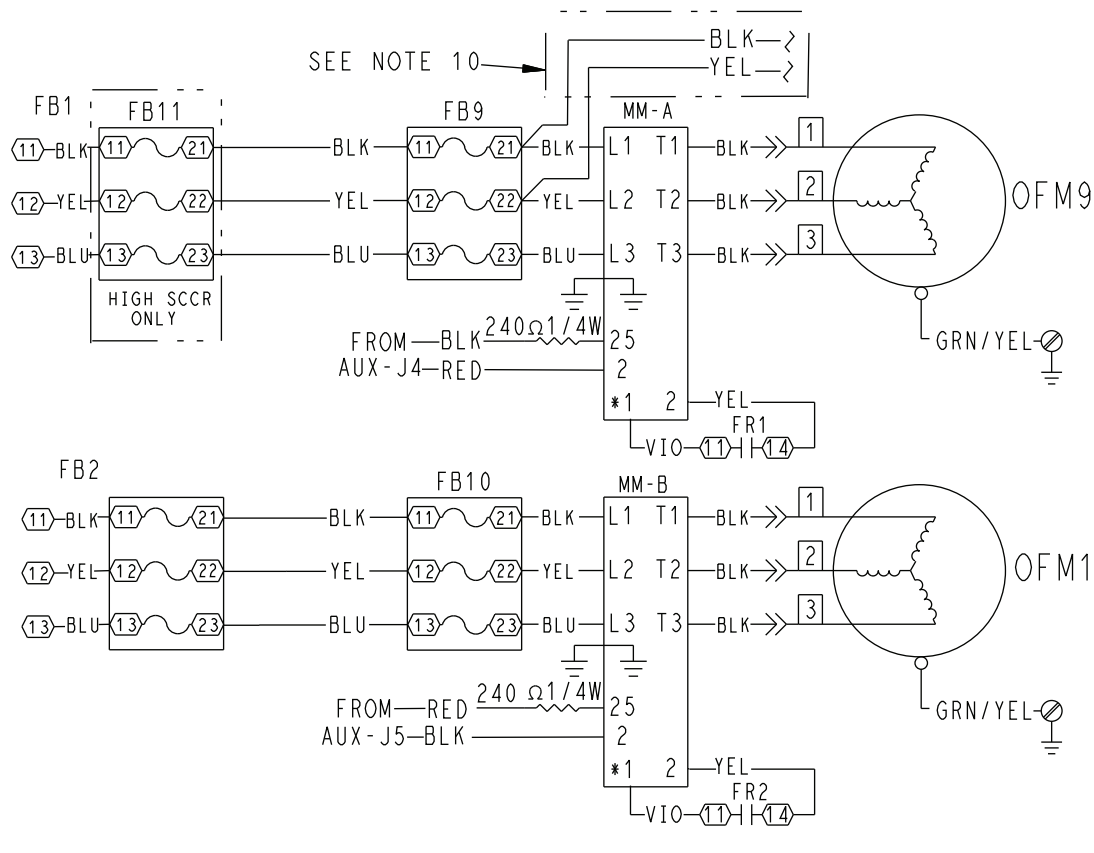 BLK
SEE NOTE 10
YEL
FB1
FB11
FB9
MM-A
11 BLK 11 21 BLK 11 21 BLK L1 T1 BLK 1
12 YEL 12 22 YEL 12 22 YEL L2 T2 BLK 2
OFM9
13 BLU 13 23 BLU 13 23 BLU L3 T3 BLK 3
HIGH SCCR
ONLY
FROM BLK 240Ω1/4W 25
AUX-J4 RED 2
GRN/YEL
*1 2 YEL
FR1
VIO 11 14
FB2
FB10
MM-B
11 BLK 11 21 BLK 11 21 BLK L1 T1 BLK 1
12 YEL 12 22 YEL 12 22 YEL L2 T2 BLK 2
OFM1
13 BLU 13 23 BLU 13 23 BLU L3 T3 BLK 3
FROM RED 240 Ω1/4W 25
AUX-J5 BLK 2
GRN/YEL
*1 2 YEL
FR2
VIO 11 14